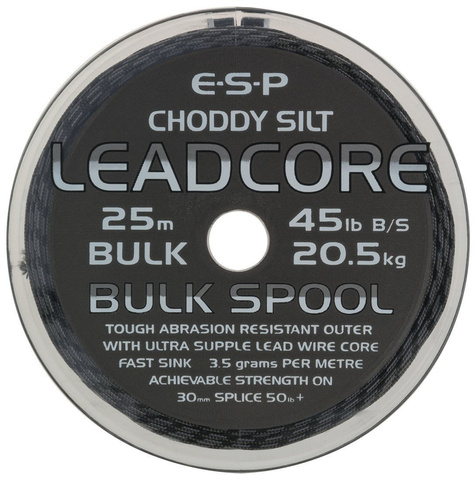 E·S·P
CHODDY SILT
LEADCORE
25m 45lb B/S
BULK 20.5kg
BULK SPOOL
TOUGH ABRASION RESISTANT OUTER
WITH ULTRA SUPPLE LEAD WIRE CORE
FAST SINK 3.5 grams PER METRE
ACHIEVABLE STRENGTH ON
30mm SPLICE 50lb+